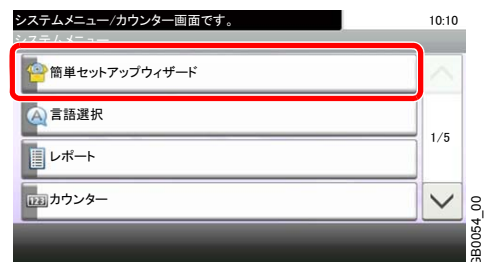 システムメニュー/カウンター画面です。
10:10
システムメニュー
簡単セットアップウィザード
言語選択
レポート
カウンター
123
1/5
GB0054_00